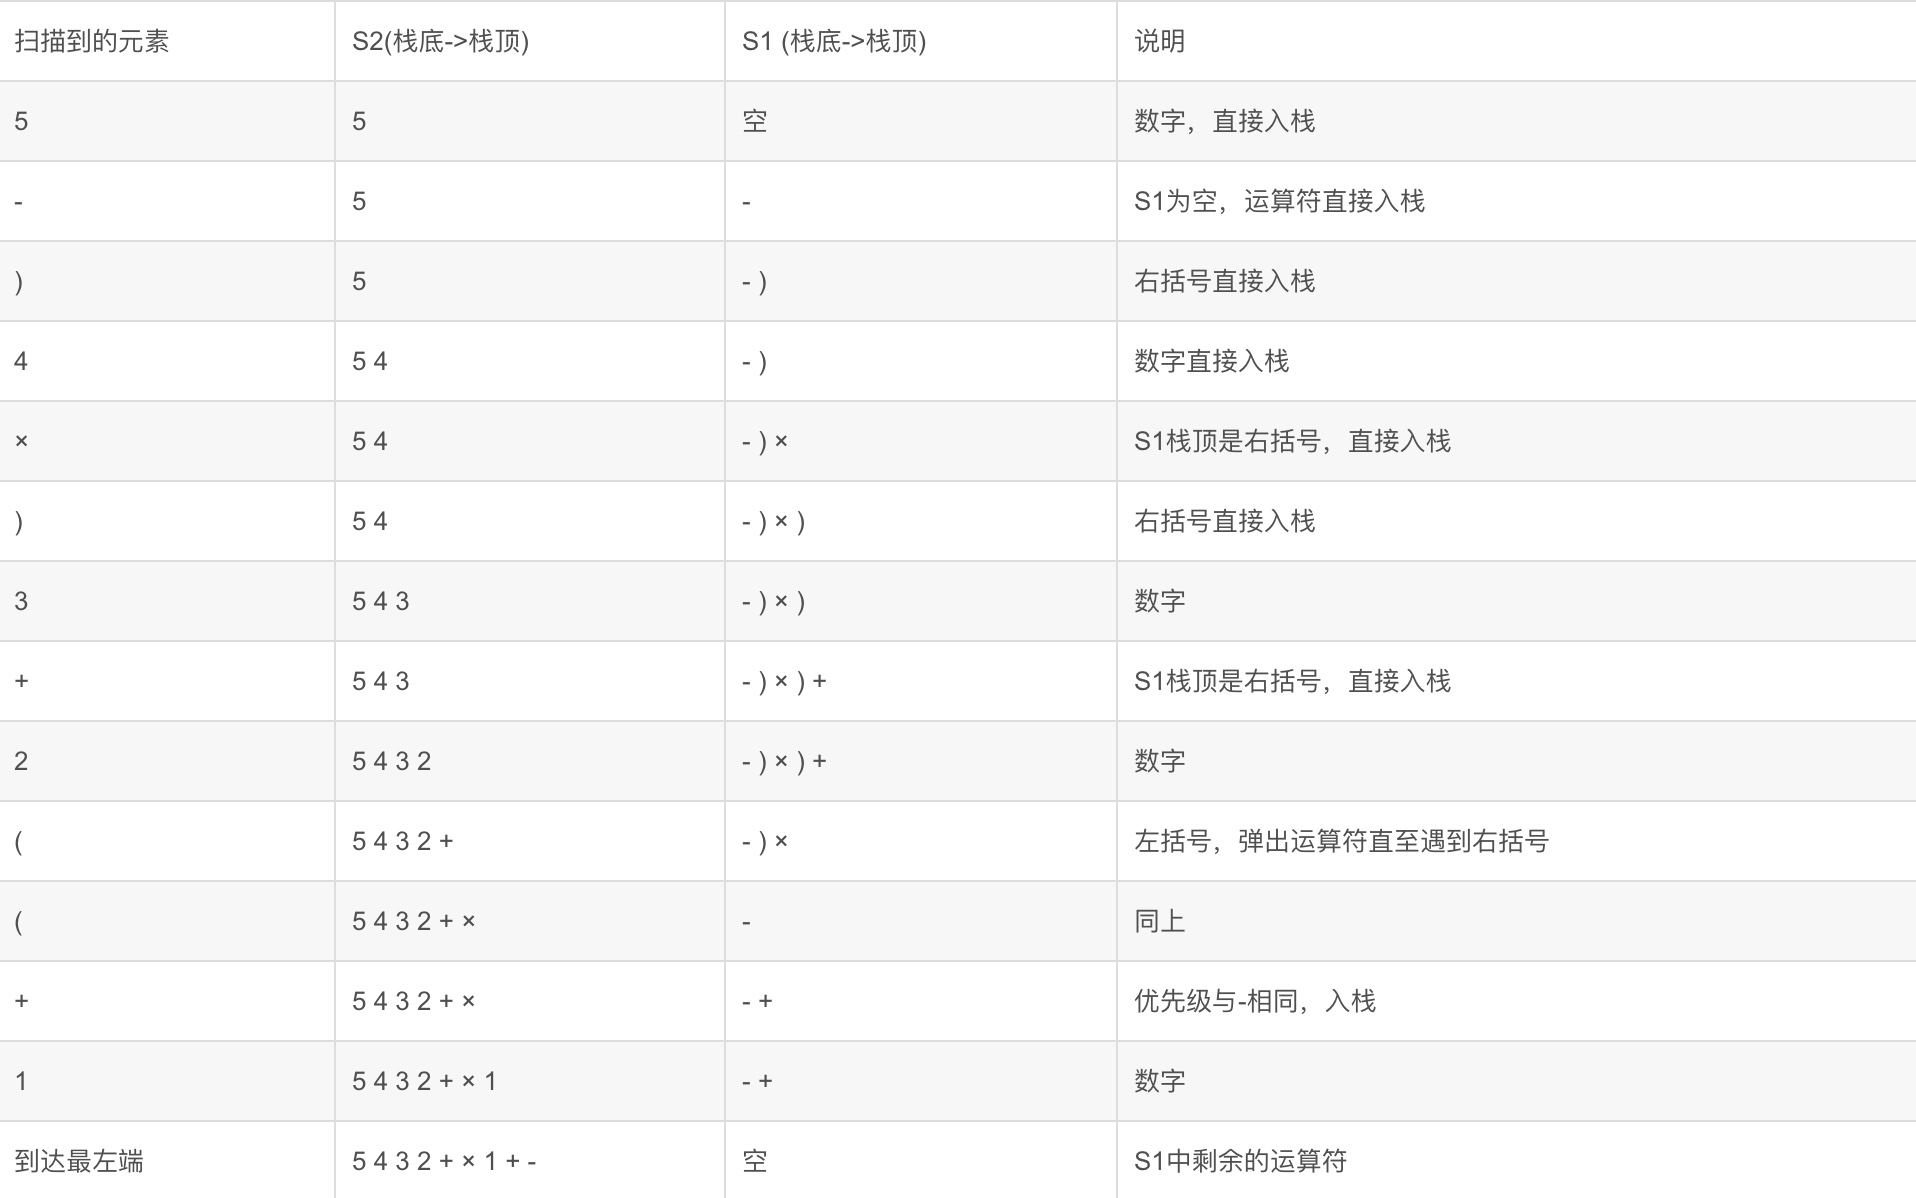 扫描到的元素 S2(栈底->栈顶) S1 (栈底->栈顶) 说明
5 5 空 数字，直接入栈
- 5 - S1为空，运算符直接入栈
) 5 - ) 右括号直接入栈
4 5 4 - ) 数字直接入栈
× 5 4 - ) × S1栈顶是右括号，直接入栈
) 5 4 - ) × ) 右括号直接入栈
3 5 4 3 - ) × ) 数字
+ 5 4 3 - ) × ) + S1栈顶是右括号，直接入栈
2 5 4 3 2 - ) × ) + 数字
( 5 4 3 2 + - ) × 左括号，弹出运算符直至遇到右括号
( 5 4 3 2 + × - 同上
+ 5 4 3 2 + × - + 优先级与-相同，入栈
1 5 4 3 2 + × 1 - + 数字
到达最左端 5 4 3 2 + × 1 + - 空 S1中剩余的运算符